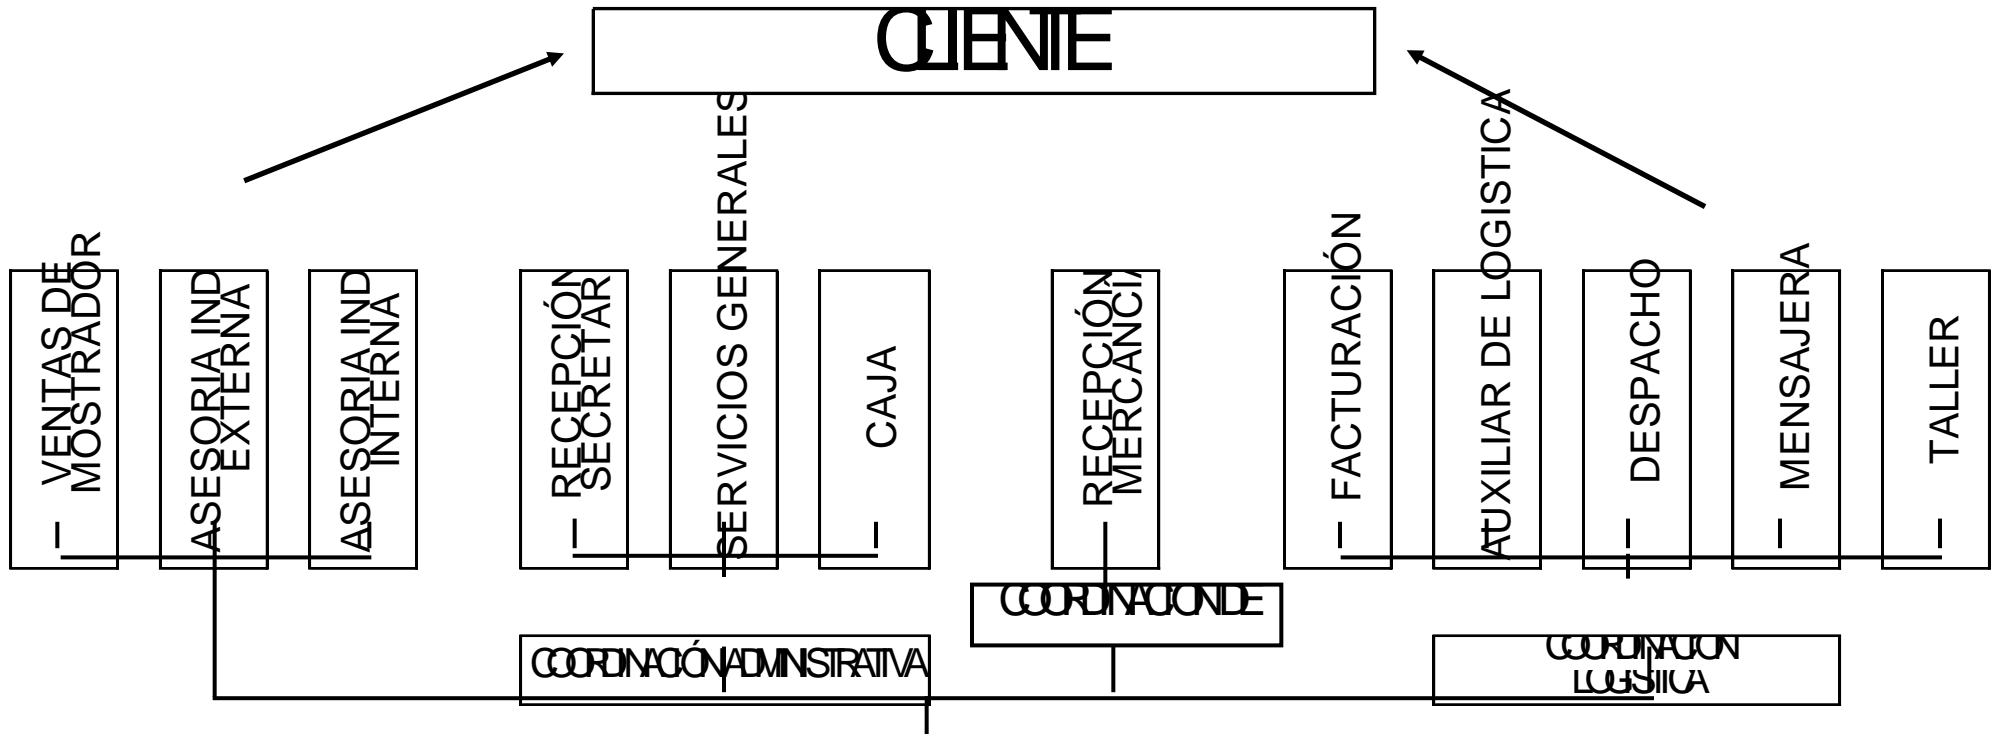 CLIENTE
VENTAS DE
MOSTRADOR
ASESORIA IND
EXTERNA
ASESORIA IND
INTERNA
RECEPCIÓN
SECRETAR
SERVICIOS GENERALES
CAJA
RECEPCIÓN
MERCANCÍA
FACTURACIÓN
AUXILIAR DE LOGISTICA
DESPACHO
MENSAJERA
TALLER
COORDINACION DE
COORDINACIÓN ADMINISTRATIVA
COORDINACION
LOGISTICA